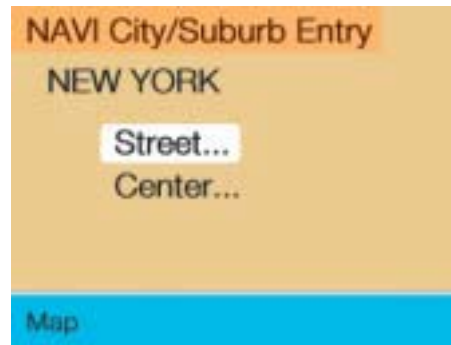 NAVI City/Suburb Entry
NEW YORK
Street...
Center...
Map